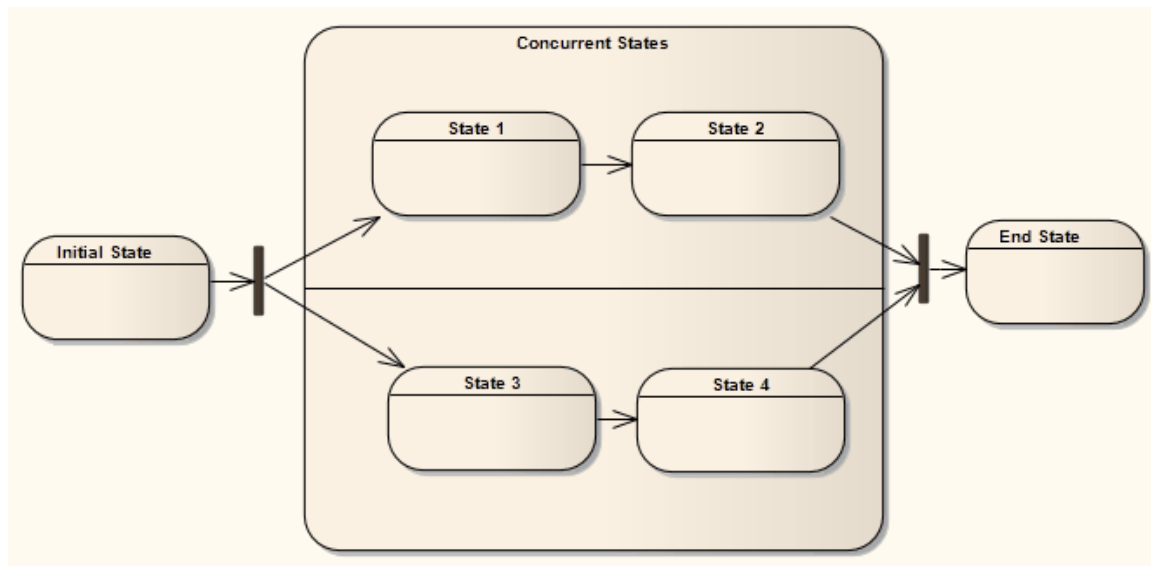 Concurrent States
State 1
State 2
Initial State
End State
State 3
State 4